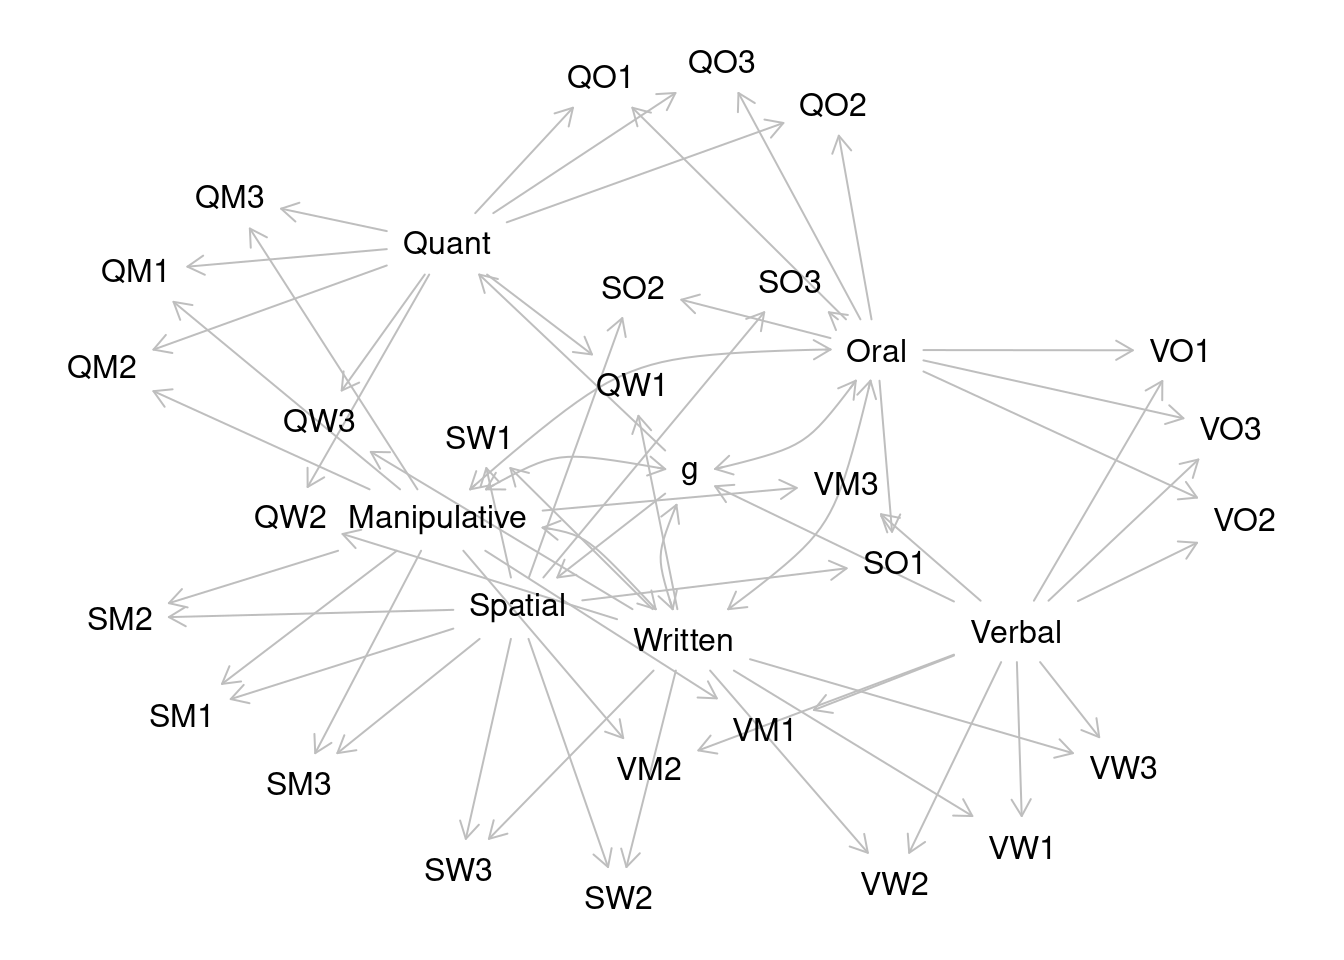 QO3
QO1
QO2
QM3
Quant
QM1
SO3
SO2
Oral
VO1
QM2
QW1
QW3
VO3
SW1
g
VM3
QW2
Manipulative
VO2
SO1
Spatial
SM2
Verbal
Written
SM1
VM1
VM2
VW3
SM3
VW1
SW3
VW2
SW2